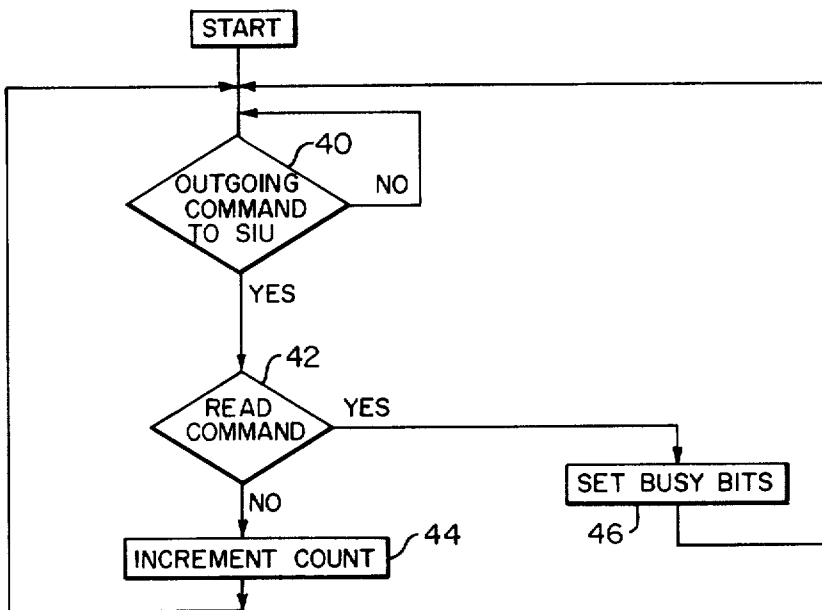 START
40
OUTGOING
COMMAND
TO SIU
NO
YES
42
READ
COMMAND
YES
NO
SET BUSY BITS
46
INCREMENT COUNT
44